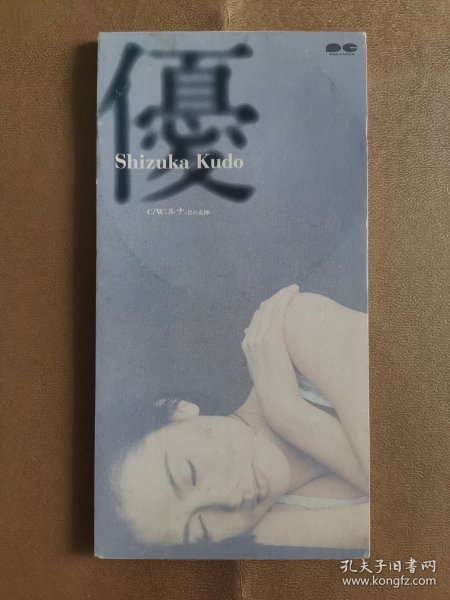 優
Shizuka Kudo
C/W:ルナ-月の女神-
孔夫子旧书网
www.kongfz.com